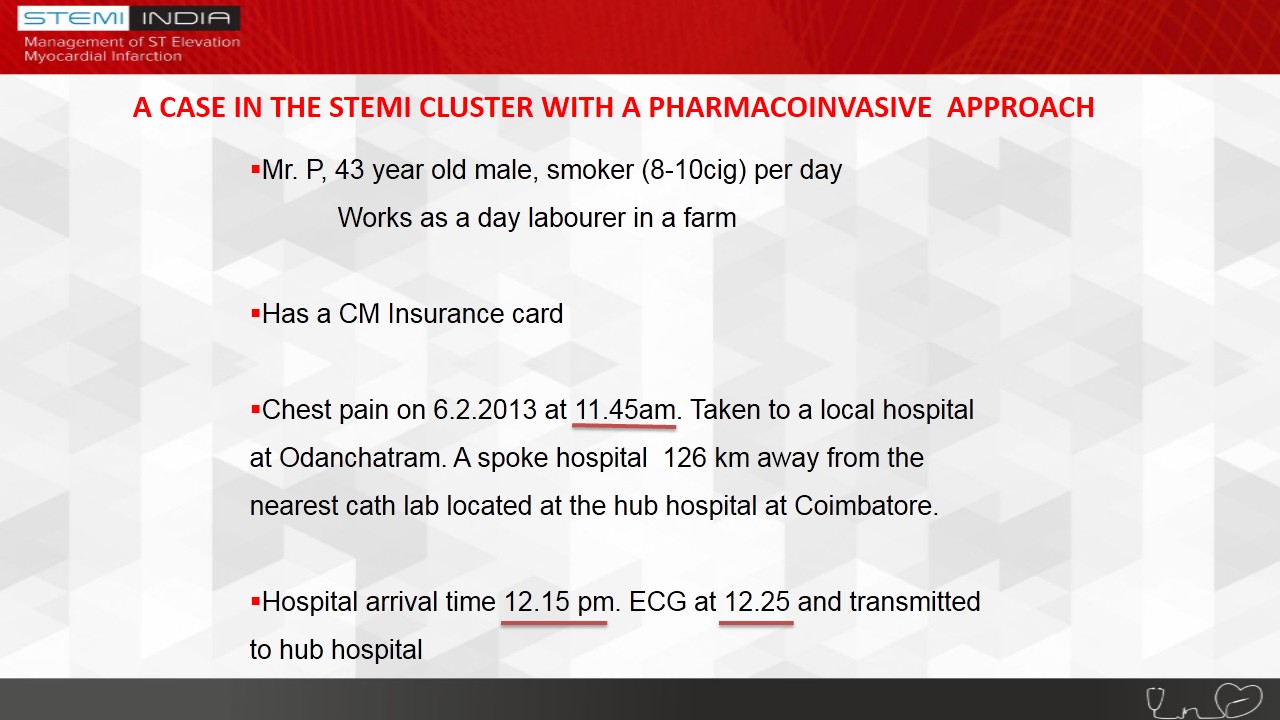 STEMI INDIA
Management of ST Elevation
Myocardial Infarction
A CASE IN THE STEMI CLUSTER WITH A PHARMACOINVASIVE APPROACH
▪Mr. P, 43 year old male, smoker (8-10cig) per day
Works as a day labourer in a farm
▪Has a CM Insurance card
▪Chest pain on 6.2.2013 at 11.45am. Taken to a local hospital
at Odanchatram. A spoke hospital 126 km away from the
nearest cath lab located at the hub hospital at Coimbatore.
▪Hospital arrival time 12.15 pm. ECG at 12.25 and transmitted
to hub hospital